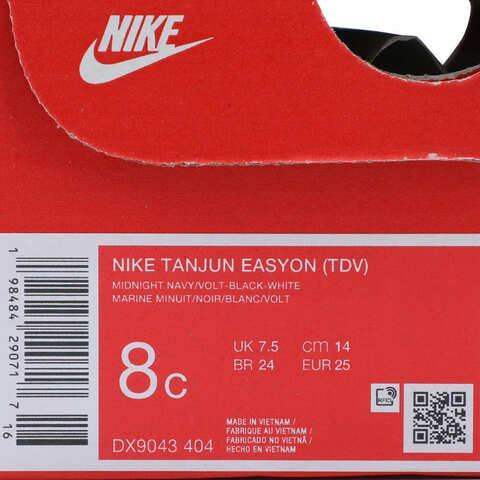 NIKE
NIKE TANJUN EASYON (TDV)
MIDNIGHT NAVY/VOLT-BLACK-WHITE
MARINE MINUIT/NOIR/BLANC/VOLT
8C
UK 7.5 cm 14
BR 24 EUR 25
MADE IN VIETNAM /
FABRIQUE AU VIETNAM /
FABRICADO NO VIETNÃ /
HECHO EN VIETNAM
DX9043 404
1 98484 29071 7 16